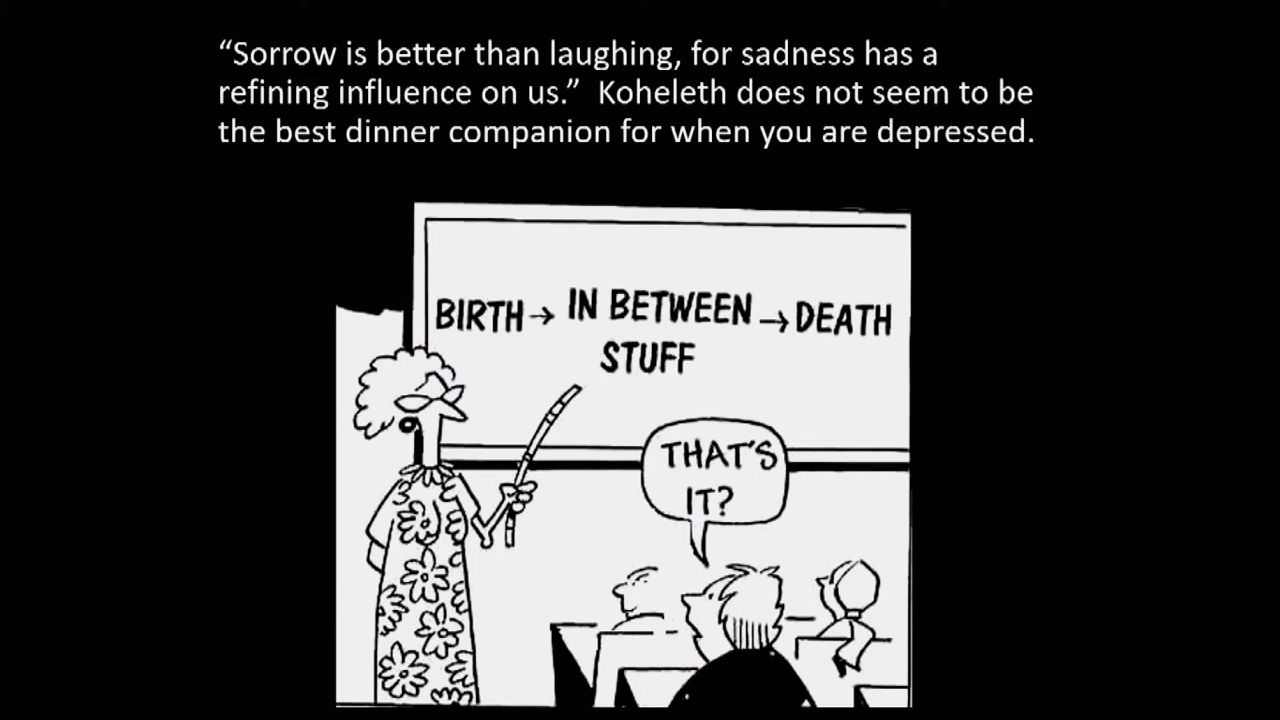 “Sorrow is better than laughing, for sadness has a
refining influence on us.”  Koheleth does not seem to be
the best dinner companion for when you are depressed.
BIRTH → IN BETWEEN → DEATH
STUFF
THAT'S
IT?